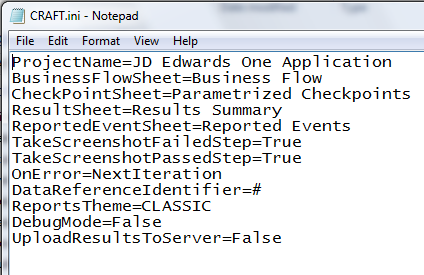 CRAFT.ini - Notepad
File Edit Format View Help
ProjectName=JD Edwards One Application
BusinessFlowSheet=Business Flow
CheckPointSheet=Parametrized Checkpoints
ResultSheet=Results Summary
ReportedEventSheet=Reported Events
TakeScreenshotFailedStep=True
TakeScreenshotPassedStep=True
OnError=NextIteration
DataReferenceIdentifier=#
ReportsTheme=CLASSIC
DebugMode=False
UploadResultsToServer=False